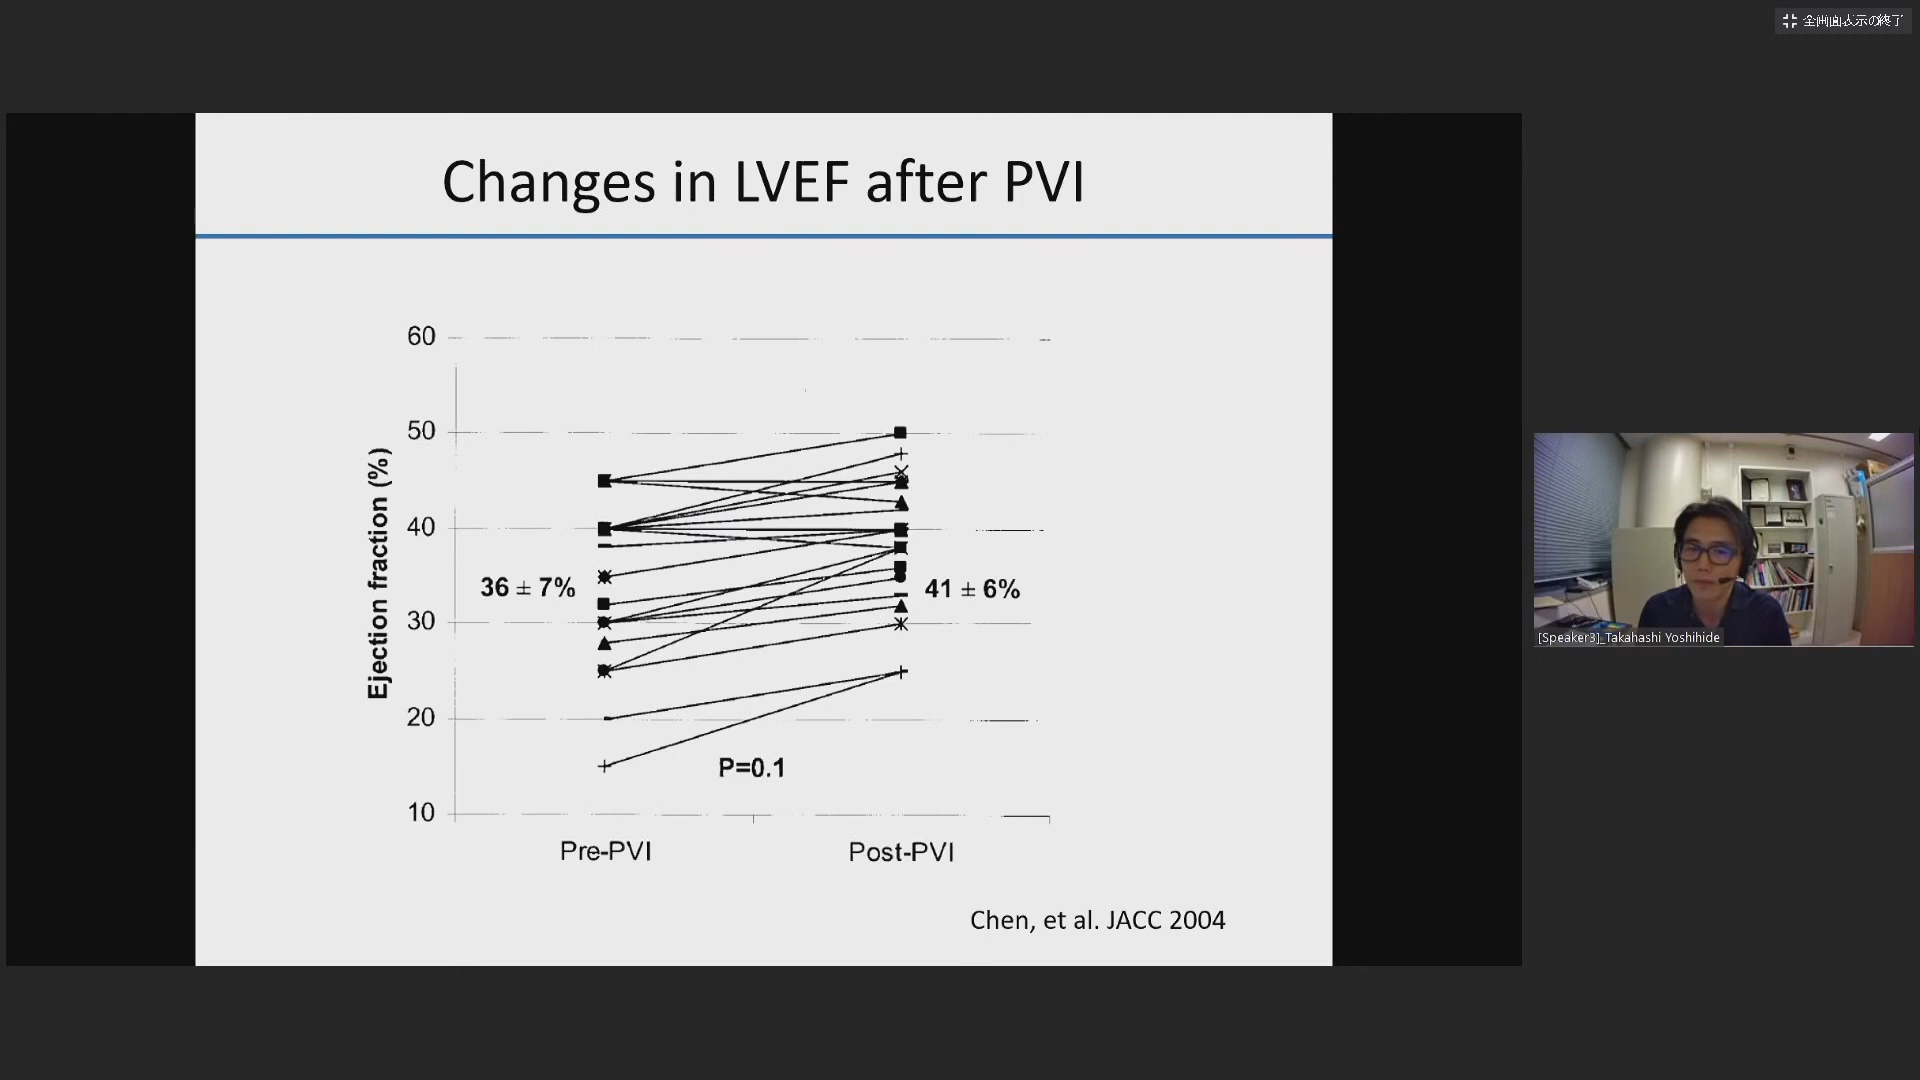 全画面表示の終了
Changes in LVEF after PVI
60
50
40
30
20
10
Ejection fraction (%)
36 ± 7%
41 ± 6%
P=0.1
Pre-PVI
Post-PVI
Chen, et al. JACC 2004
[Speaker3]_Takahashi Yoshihide